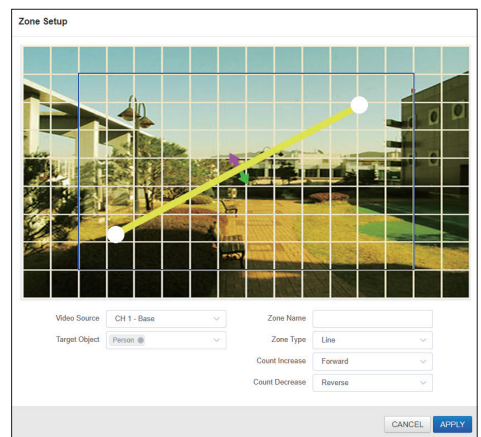 Zone Setup
Video Source
CH 1 - Base
Zone Name
Target Object
Person
Zone Type
Line
Count Increase
Forward
Count Decrease
Reverse
CANCEL
APPLY